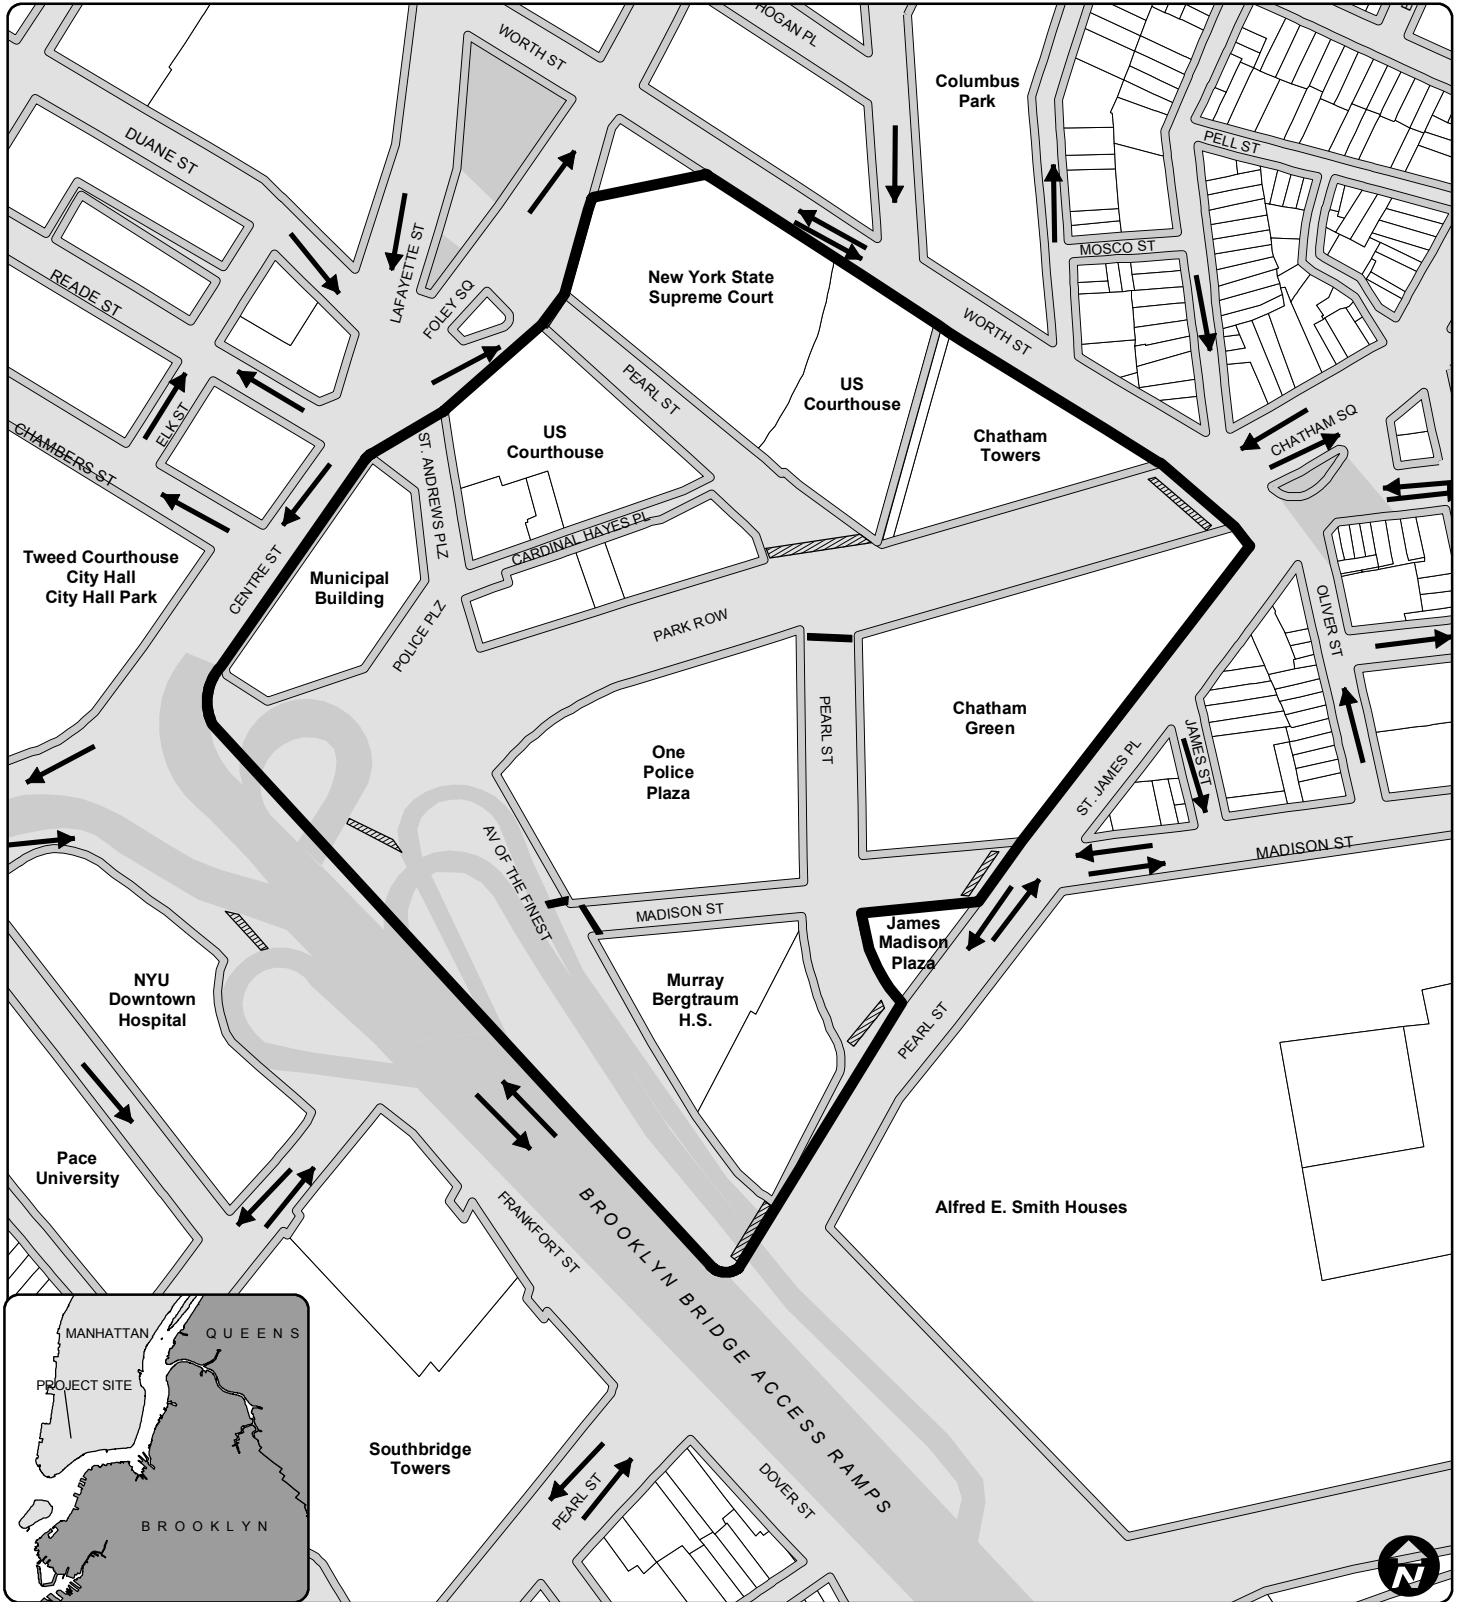 WORTH ST
HOGAN PL
Columbus
Park
DUANE ST
PELL ST
MOSCO ST
LAFAYETTE ST
FOLEY SQ
READE ST
New York State
Supreme Court
WORTH ST
PEARL ST
US
Courthouse
CHATHAM SQ
ELK ST
CHAMBERS ST
ST. ANDREWS PLZ
US
Courthouse
Chatham
Towers
CARDINAL HAYES PL
Tweed Courthouse
City Hall
City Hall Park
CENTRE ST
Municipal
Building
POLICE PLZ
PARK ROW
OLIVER ST
PEARL ST
Chatham
Green
One
Police
Plaza
ST. JAMES PL
JAMES ST
AV OF THE FINEST
MADISON ST
MADISON ST
James
Madison
Plaza
NYU
Downtown
Hospital
Murray
Bergtraum
H.S.
PEARL ST
Pace
University
FRANKFORT ST
BROOKLYN BRIDGE ACCESS RAMPS
Alfred E. Smith Houses
MANHATTAN
QUEENS
PROJECT SITE
BROOKLYN
Southbridge
Towers
PEARL ST
DOVER ST
N